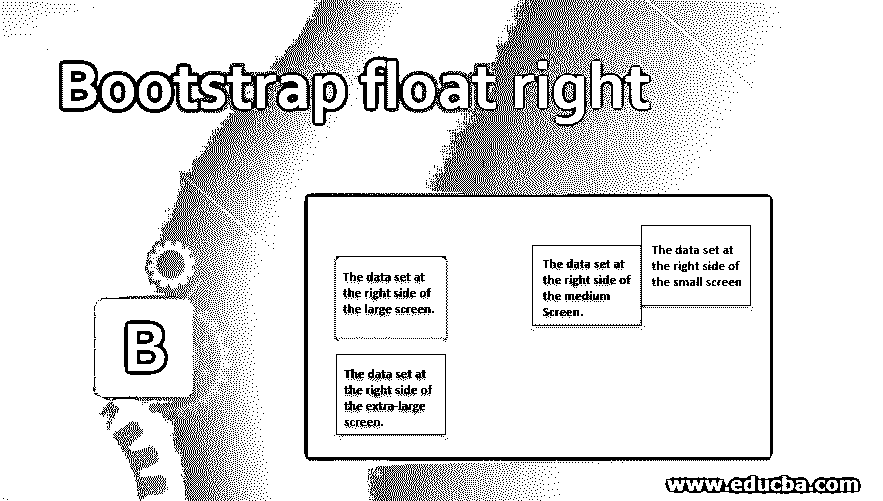 Bootstrap float right
B
The data set at
the right side of
the large screen.
The data set at
the right side of
the extra-large
screen.
The data set at
the right side of
the medium
Screen.
The data set at
the right side of
the small screen
www.educba.com